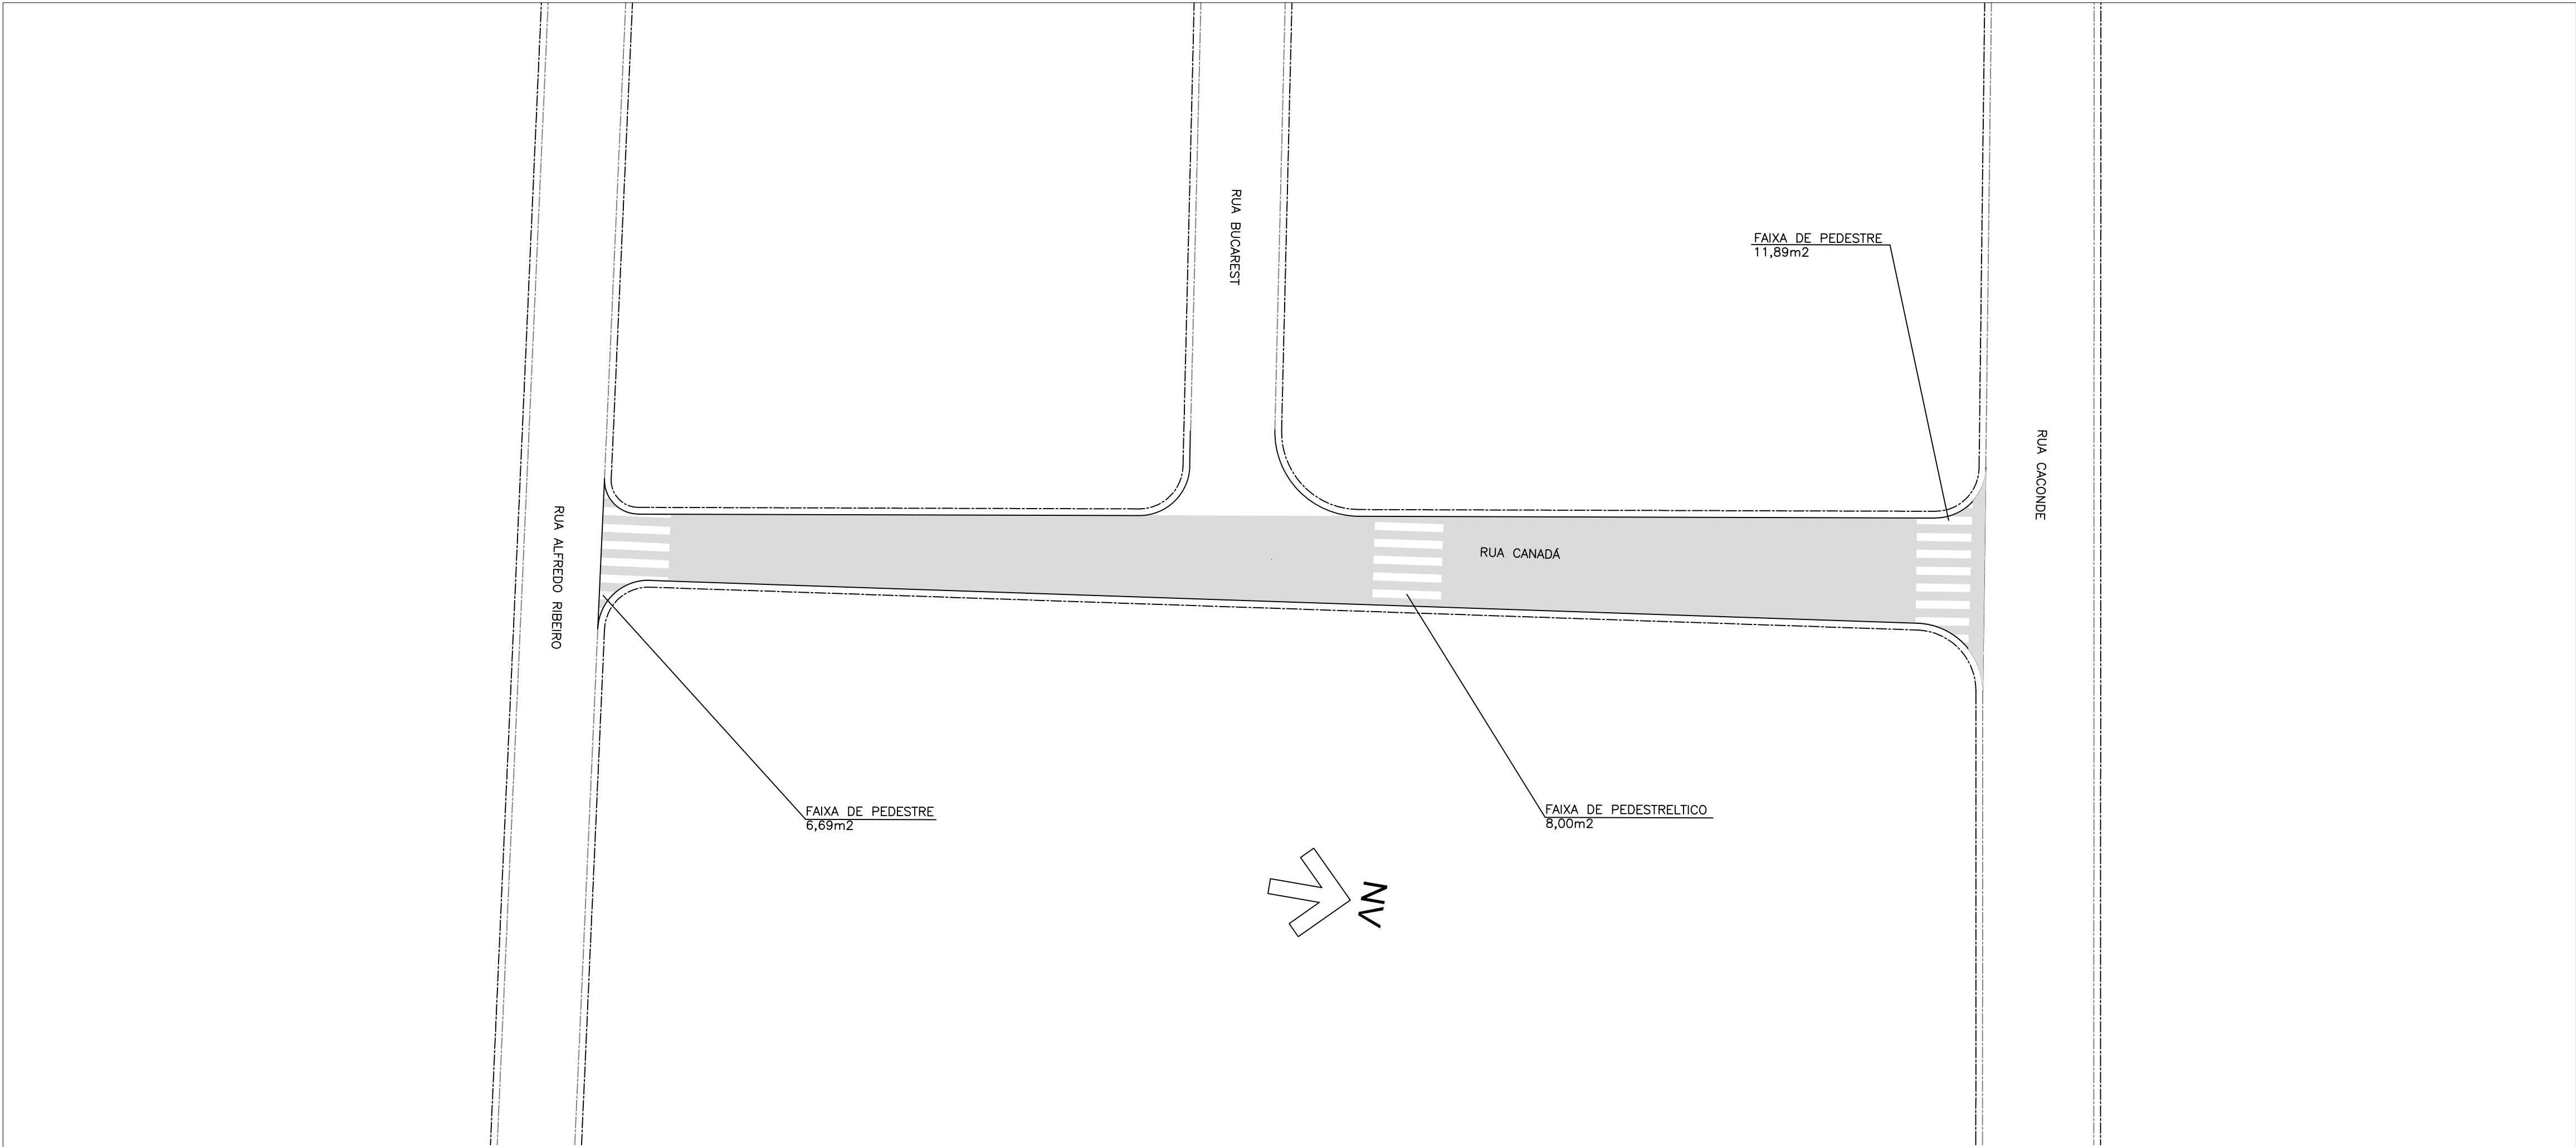 RUA BUCAREST
FAIXA DE PEDESTRE
11,89m2
RUA CACONDE
RUA ALFREDO RIBEIRO
RUA CANADÁ
FAIXA DE PEDESTRE
6,69m2
FAIXA DE PEDESTRELTICO
8,00m2
NV